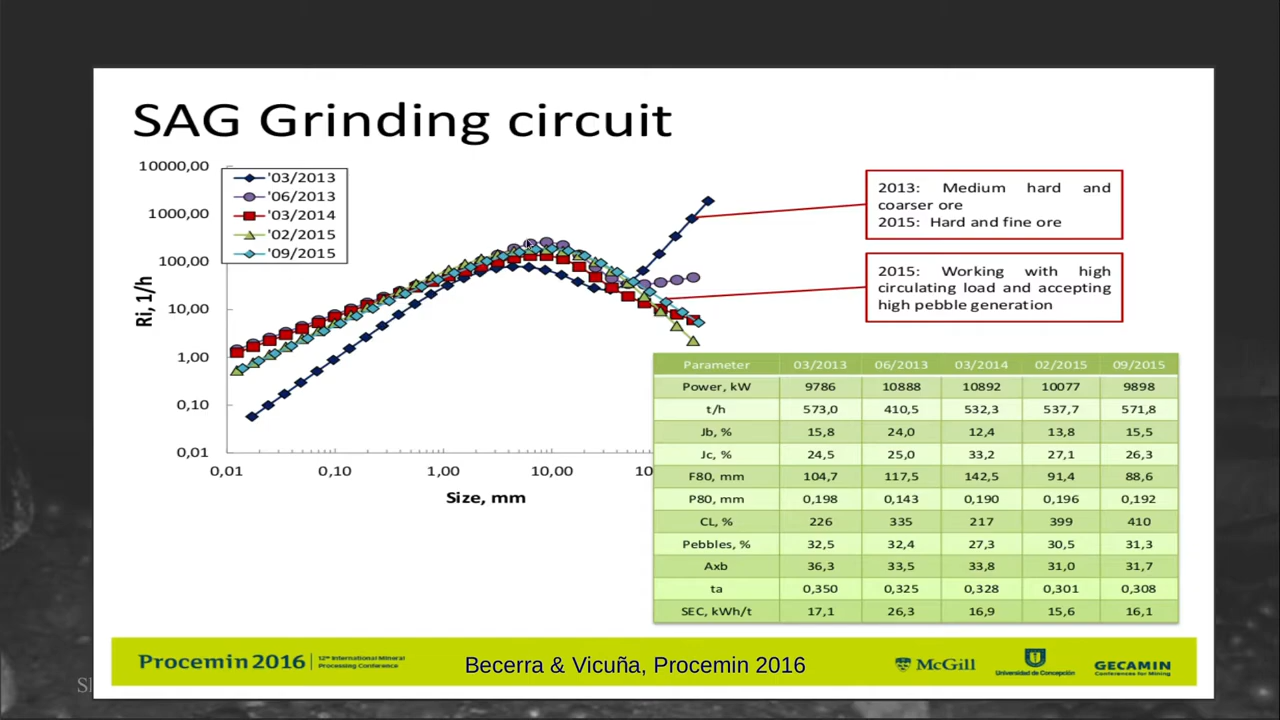 SAG Grinding circuit
10000,00
1000,00
100,00
10,00
1,00
0,10
0,01
Ri, 1/h
'03/2013
'06/2013
'03/2014
'02/2015
'09/2015
0,01 0,10 1,00 10,00 10
Size, mm
2013: Medium hard and
coarser ore
2015: Hard and fine ore
2015: Working with high
circulating load and accepting
high pebble generation
Parameter 03/2013 06/2013 03/2014 02/2015 09/2015
Power, kW 9786 10888 10892 10077 9898
t/h 573,0 410,5 532,3 537,7 571,8
Jb, % 15,8 24,0 12,4 13,8 15,5
Jc, % 24,5 25,0 33,2 27,1 26,3
F80, mm 104,7 117,5 142,5 91,4 88,6
P80, mm 0,198 0,143 0,190 0,196 0,192
CL, % 226 335 217 399 410
Pebbles, % 32,5 32,4 27,3 30,5 31,3
Axb 36,3 33,5 33,8 31,0 31,7
ta 0,350 0,325 0,328 0,301 0,308
SEC, kWh/t 17,1 26,3 16,9 15,6 16,1
Procemin 2016
12th International Mineral
Processing Conference
Becerra & Vicuña, Procemin 2016
McGill
Universidad de Concepción
GECAMIN
Conferences for Mining